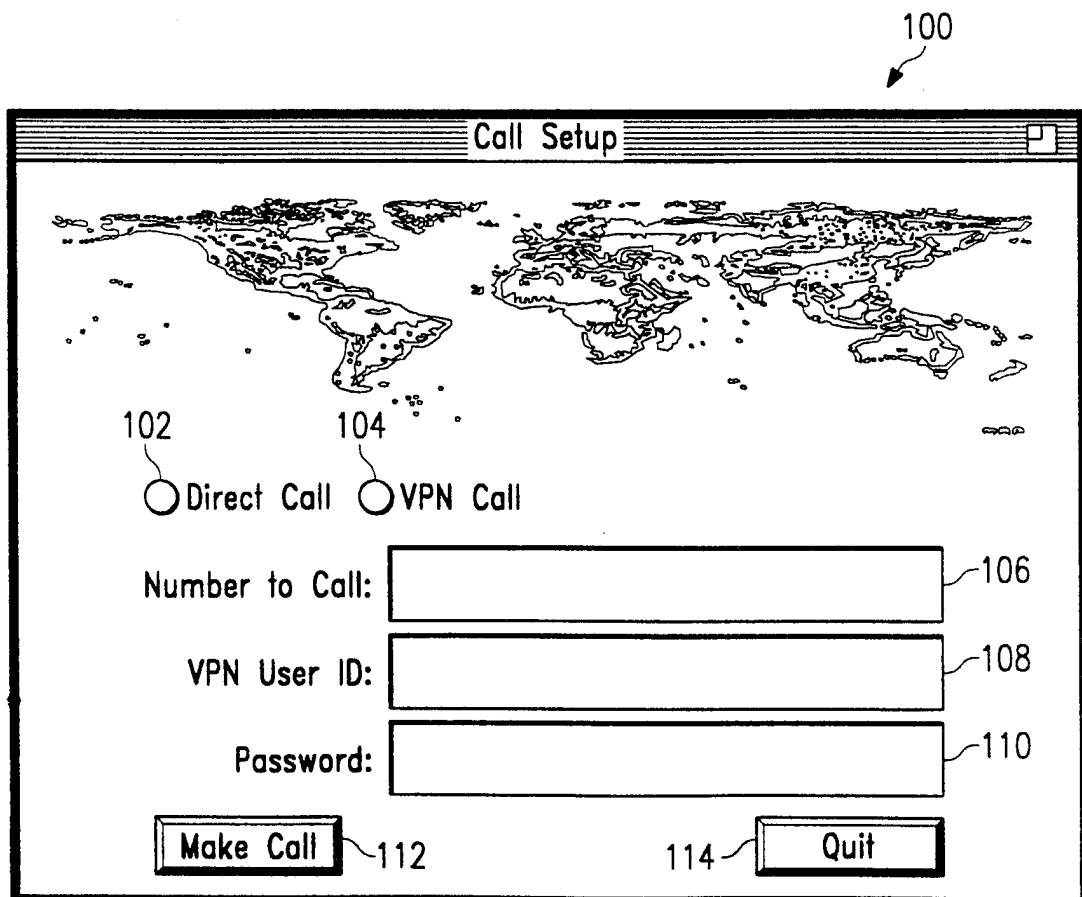 100
Call Setup
102 104
Direct Call VPN Call
Number to Call: 106
VPN User ID: 108
Password: 110
Make Call 112 114 Quit